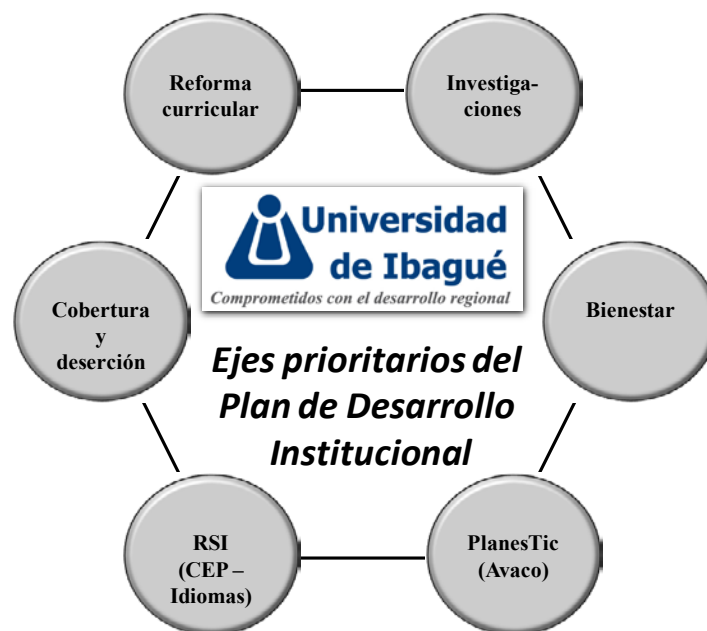 Reforma
curricular
Investiga-
ciones
Universidad
de Ibagué
Comprometidos con el desarrollo regional
Cobertura
y
deserción
Bienestar
Ejes prioritarios del
Plan de Desarrollo
Institucional
RSI
(CEP –
Idiomas)
PlanesTic
(Avaco)